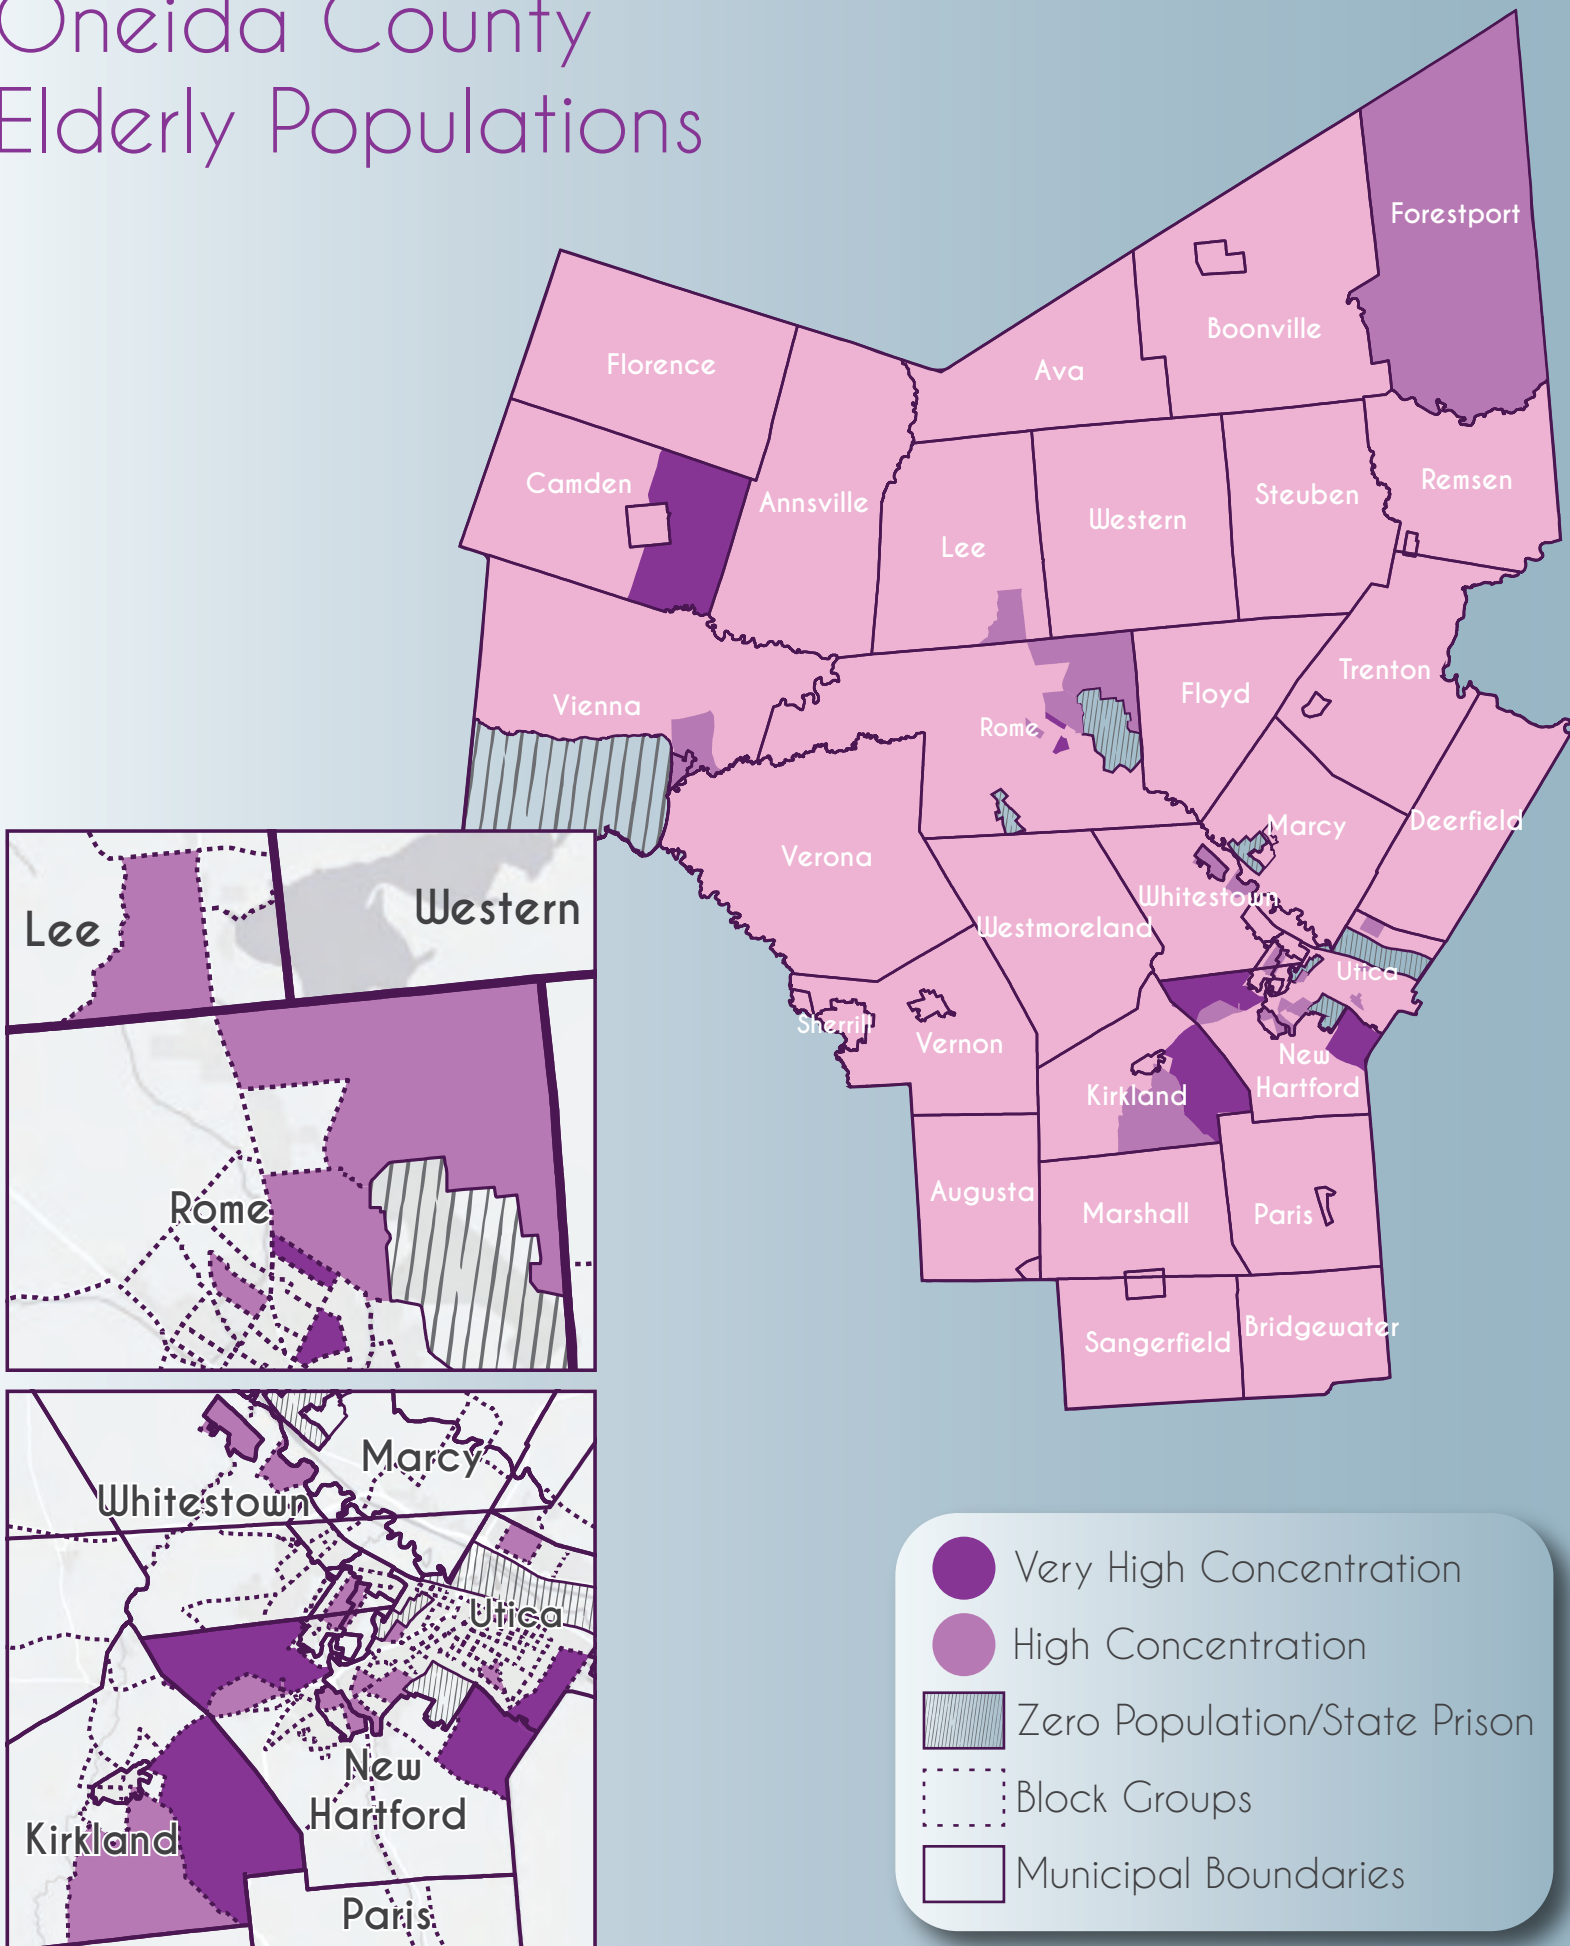 Oneida County
Elderly Populations
Forestport
Boonville
Florence
Ava
Camden
Annsville
Remsen
Steuben
Western
Lee
Trenton
Floyd
Vienna
Rome
Deerfield
Marcy
Verona
Whitestown
Westmoreland
Utica
Sherrill
Vernon
New
Hartford
Kirkland
Augusta
Marshall
Paris
Sangerfield
Bridgewater
Lee
Western
Rome
Marcy
Whitestown
Utica
New
Hartford
Kirkland
Paris
Very High Concentration
High Concentration
Zero Population/State Prison
Block Groups
Municipal Boundaries